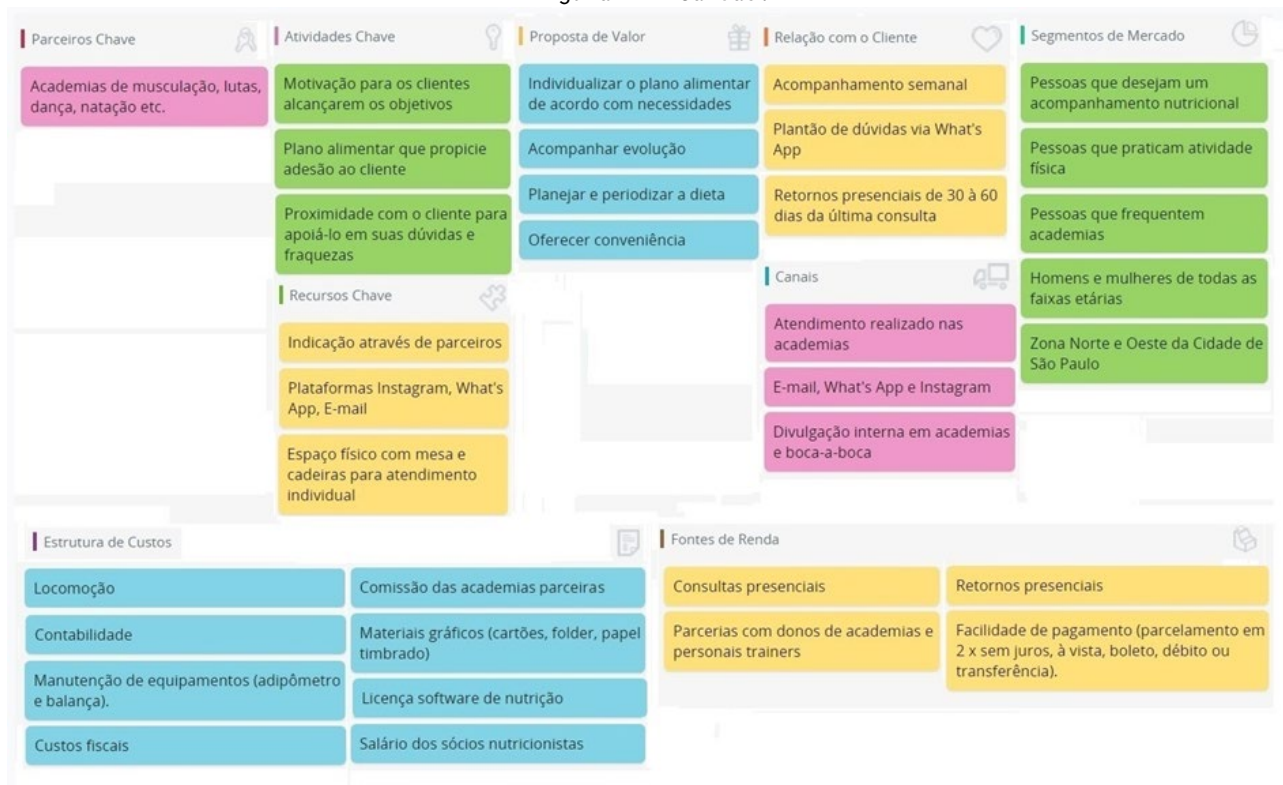 Parceiros Chave
Academias de musculação, lutas,
dança, natação etc.
Atividades Chave
Motivação para os clientes
alcançarem os objetivos
Plano alimentar que propicie
adesão ao cliente
Proximidade com o cliente para
apoiá-lo em suas dúvidas e
fraquezas
Recursos Chave
Indicação através de parceiros
Plataformas Instagram, What's
App, E-mail
Espaço físico com mesa e
cadeiras para atendimento
individual
Proposta de Valor
Individualizar o plano alimentar
de acordo com necessidades
Acompanhar evolução
Planejar e periodizar a dieta
Oferecer conveniência
Relação com o Cliente
Acompanhamento semanal
Plantão de dúvidas via What's
App
Retornos presenciais de 30 à 60
dias da última consulta
Canais
Atendimento realizado nas
academias
E-mail, What's App e Instagram
Divulgação interna em academias
e boca-a-boca
Segmentos de Mercado
Pessoas que desejam um
acompanhamento nutricional
Pessoas que praticam atividade
física
Pessoas que frequentem
academias
Homens e mulheres de todas as
faixas etárias
Zona Norte e Oeste da Cidade de
São Paulo
Estrutura de Custos
Locomoção
Contabilidade
Manutenção de equipamentos (adipômetro
e balança).
Custos fiscais
Comissão das academias parceiras
Materiais gráficos (cartões, folder, papel
timbrado)
Licença software de nutrição
Salário dos sócios nutricionistas
Fontes de Renda
Consultas presenciais
Parcerias com donos de academias e
personais trainers
Retornos presenciais
Facilidade de pagamento (parcelamento em
2 x sem juros, à vista, boleto, débito ou
transferência).